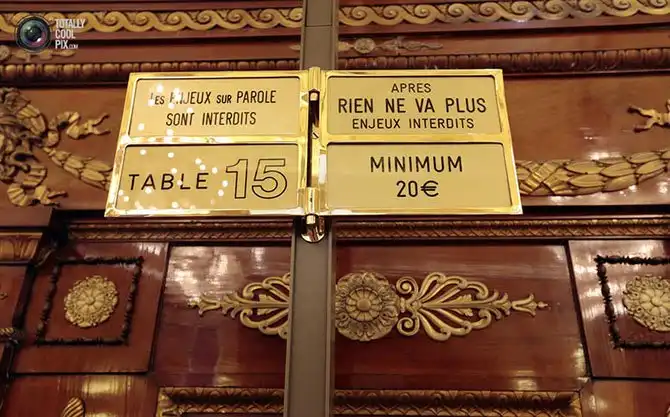 TOTALLY
COOL
PIX
.COM
LES ENJEUX SUR PAROLE
SONT INTERDITS
TABLE 15
APRES
RIEN NE VA PLUS
ENJEUX INTERDITS
MINIMUM
20€